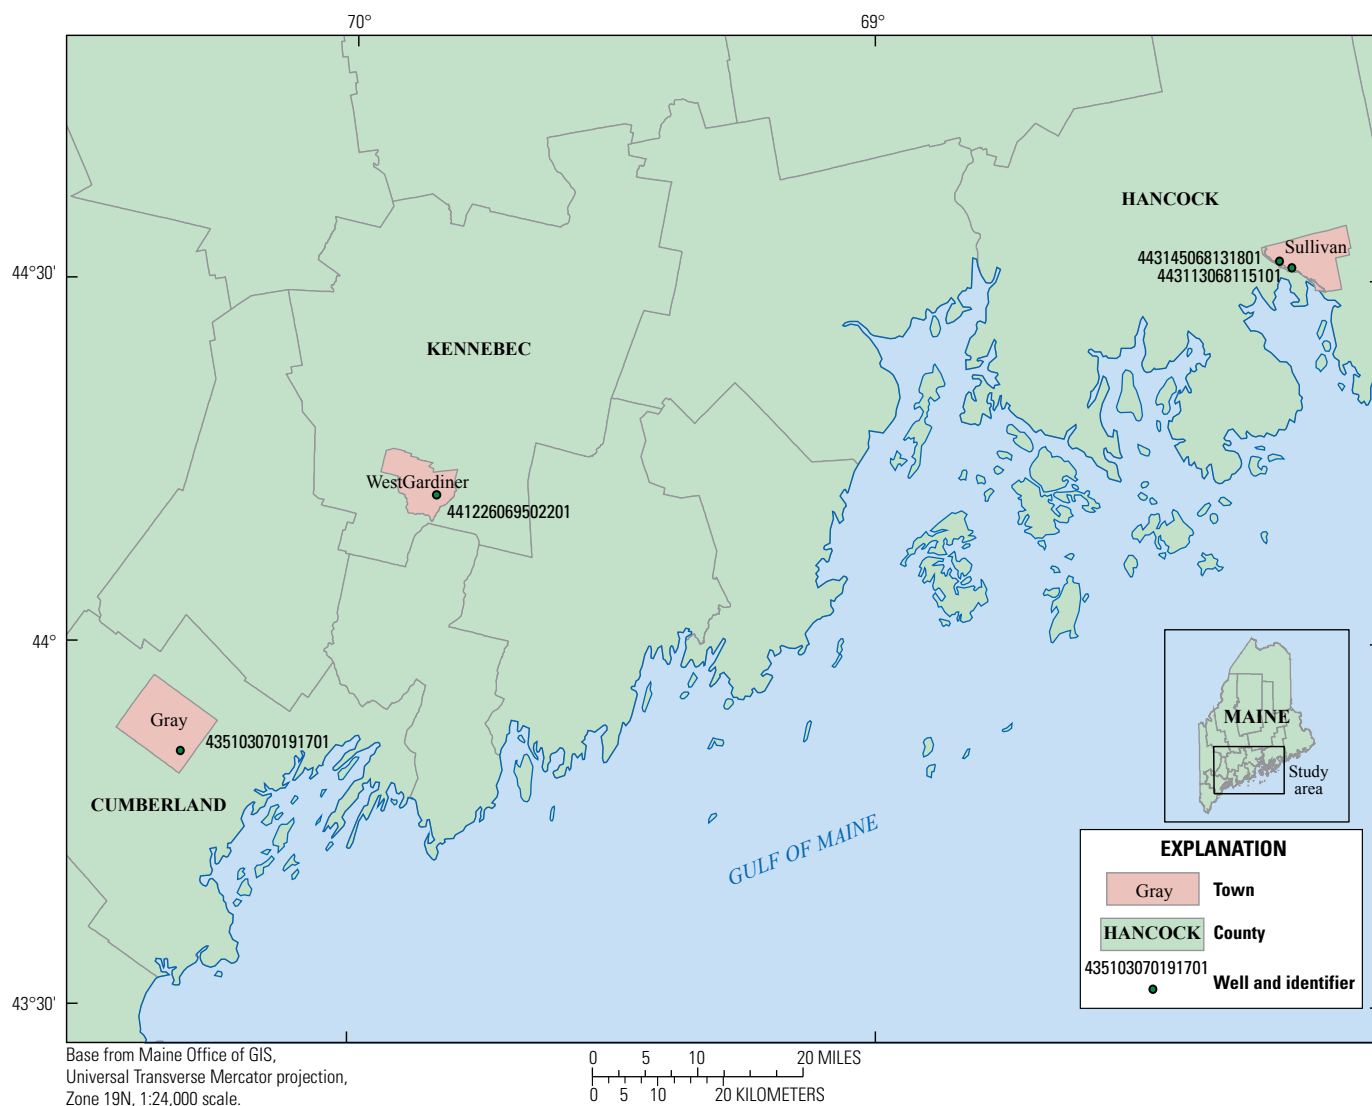 70°
69°
HANCOCK
Sullivan
443145068131801
443113068115101
44°30'
KENNEBEC
WestGardiner
441226069502201
44°
Gray
435103070191701
CUMBERLAND
MAINE
Study
area
GULF OF MAINE
EXPLANATION
Gray Town
HANCOCK County
435103070191701
Well and identifier
43°30'
Base from Maine Office of GIS,
Universal Transverse Mercator projection,
Zone 19N, 1:24,000 scale.
0 5 10 20 MILES
0 5 10 20 KILOMETERS